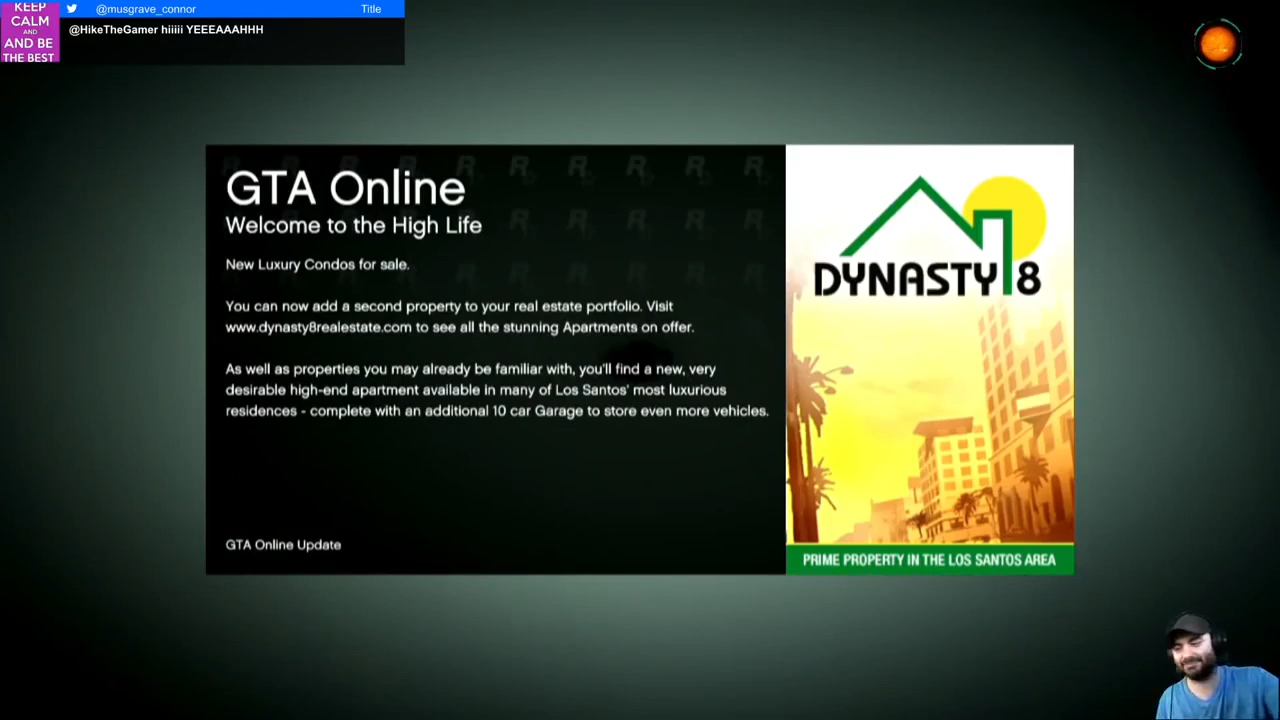 KEEP
CALM
AND
AND BE
THE BEST
@musgrave_connor
Title
@HikeTheGamer hiiiii YEEEAAAHHH
GTA Online
Welcome to the High Life
New Luxury Condos for sale.
You can now add a second property to your real estate portfolio. Visit
www.dynasty8realestate.com to see all the stunning Apartments on offer.
As well as properties you may already be familiar with, you'll find a new, very
desirable high-end apartment available in many of Los Santos' most luxurious
residences - complete with an additional 10 car Garage to store even more vehicles.
GTA Online Update
DYNASTY 8
PRIME PROPERTY IN THE LOS SANTOS AREA